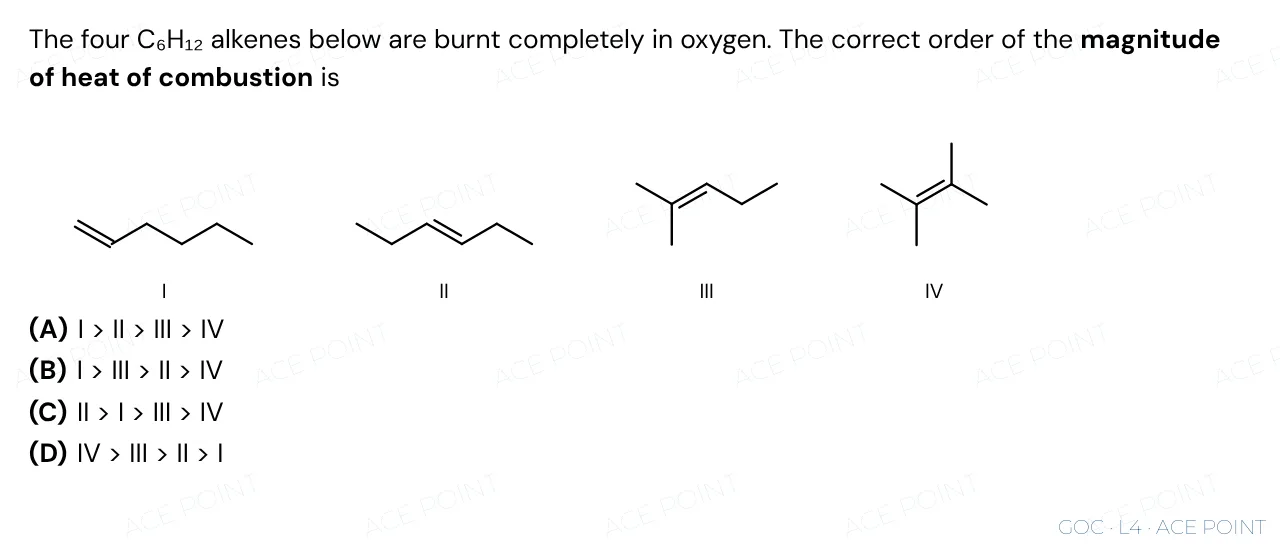 The four C₆H₁₂ alkenes below are burnt completely in oxygen. The correct order of the magnitude
of heat of combustion is
I
II
III
IV
(A) I > II > III > IV
(B) I > III > II > IV
(C) II > I > III > IV
(D) IV > III > II > I
GOC · L4 · ACE POINT
ACE POINT